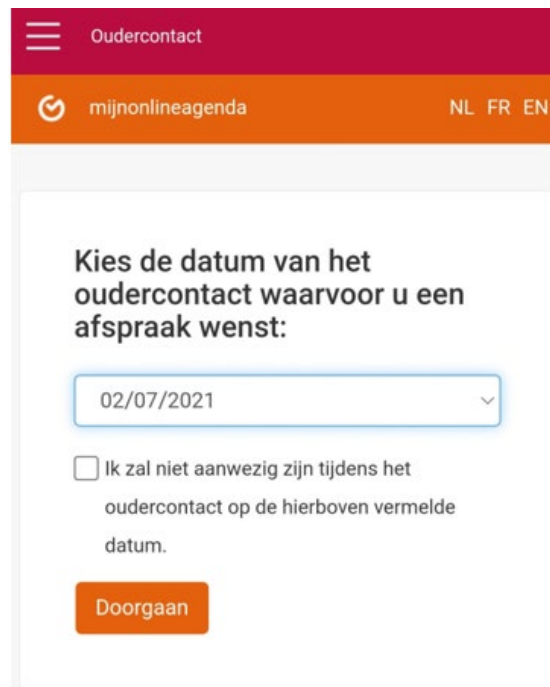 Oudercontact
mijnonlineagenda NL FR EN
Kies de datum van het
oudercontact waarvoor u een
afspraak wenst:
02/07/2021
Ik zal niet aanwezig zijn tijdens het
oudercontact op de hierboven vermelde
datum.
Doorgaan